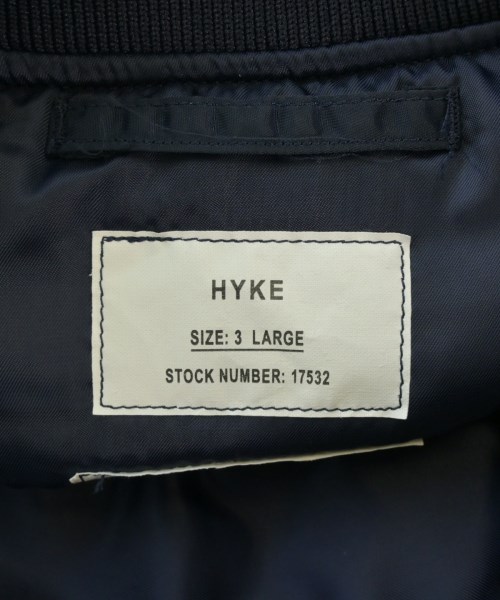 HYKE
SIZE: 3 LARGE
STOCK NUMBER: 17532